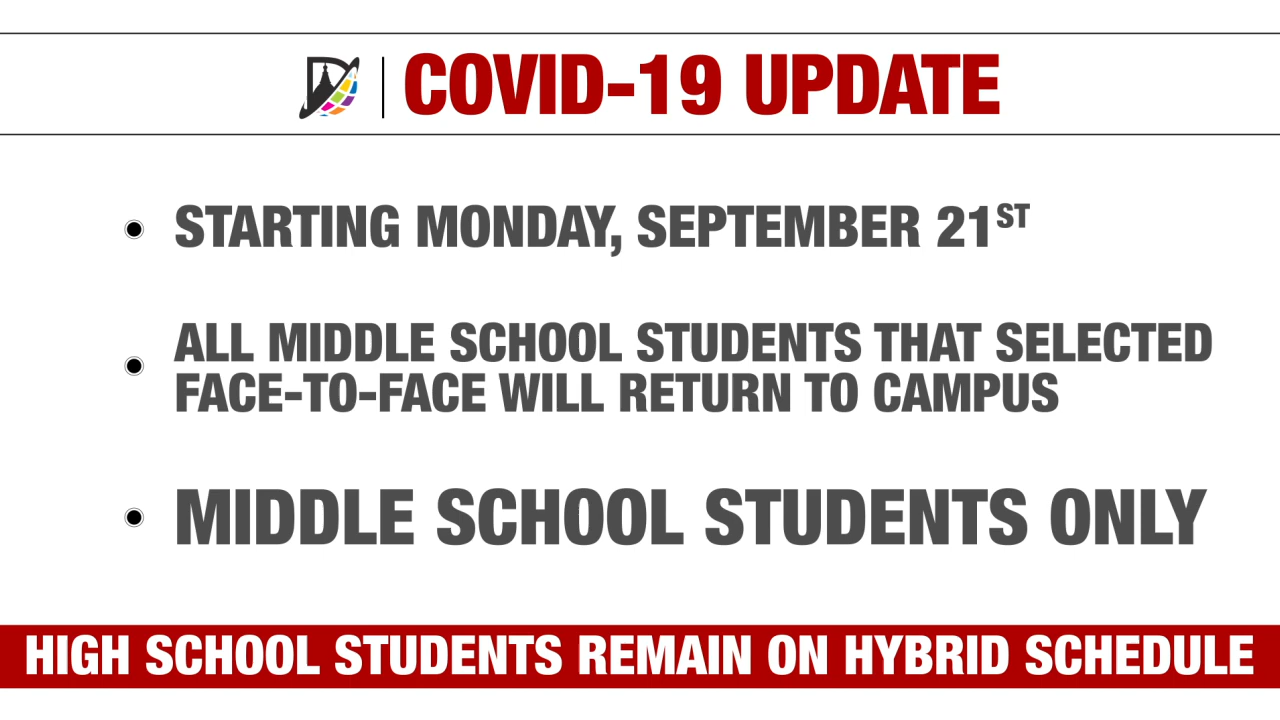 COVID-19 UPDATE
• STARTING MONDAY, SEPTEMBER 21ST
• ALL MIDDLE SCHOOL STUDENTS THAT SELECTED
FACE-TO-FACE WILL RETURN TO CAMPUS
• MIDDLE SCHOOL STUDENTS ONLY
HIGH SCHOOL STUDENTS REMAIN ON HYBRID SCHEDULE